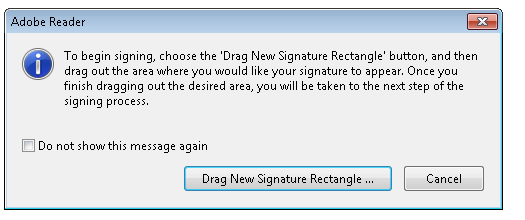 Adobe Reader
To begin signing, choose the 'Drag New Signature Rectangle' button, and then
drag out the area where you would like your signature to appear. Once you
finish dragging out the desired area, you will be taken to the next step of the
signing process.
Do not show this message again
Drag New Signature Rectangle ...
Cancel